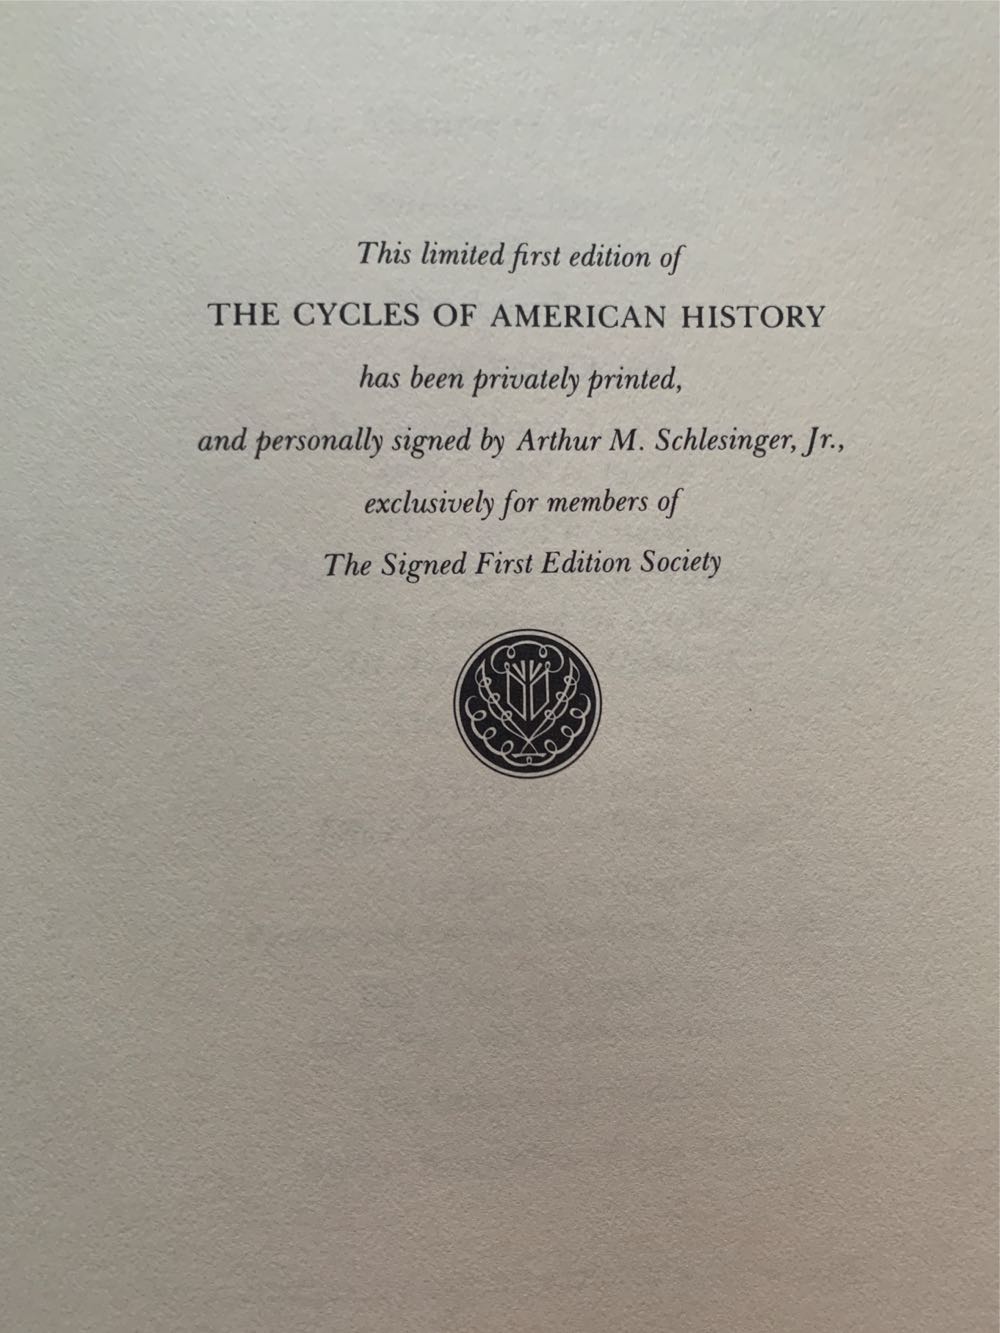 This limited first edition of
THE CYCLES OF AMERICAN HISTORY
has been privately printed,
and personally signed by Arthur M. Schlesinger, Jr.,
exclusively for members of
The Signed First Edition Society